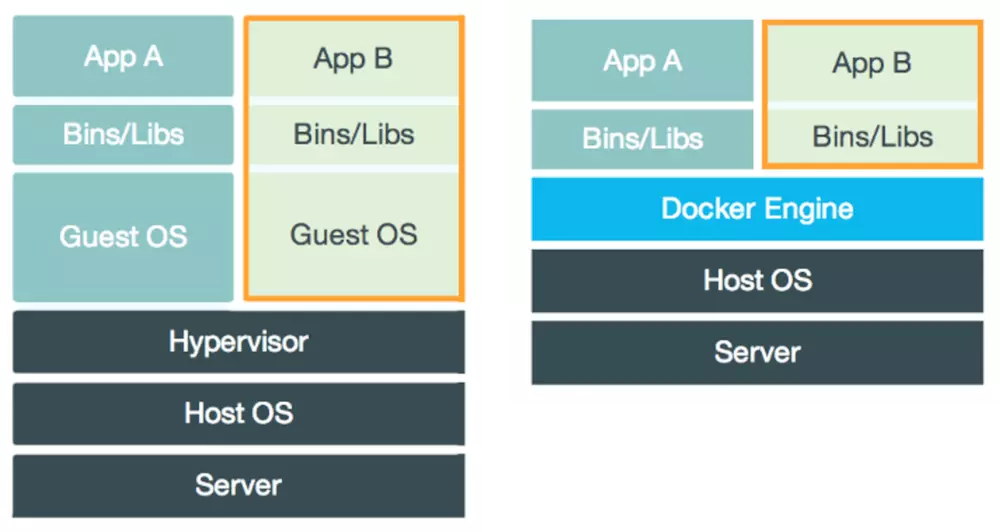 App A
App B
Bins/Libs
Bins/Libs
Guest OS
Guest OS
Hypervisor
Host OS
Server
App A
App B
Bins/Libs
Bins/Libs
Docker Engine
Host OS
Server